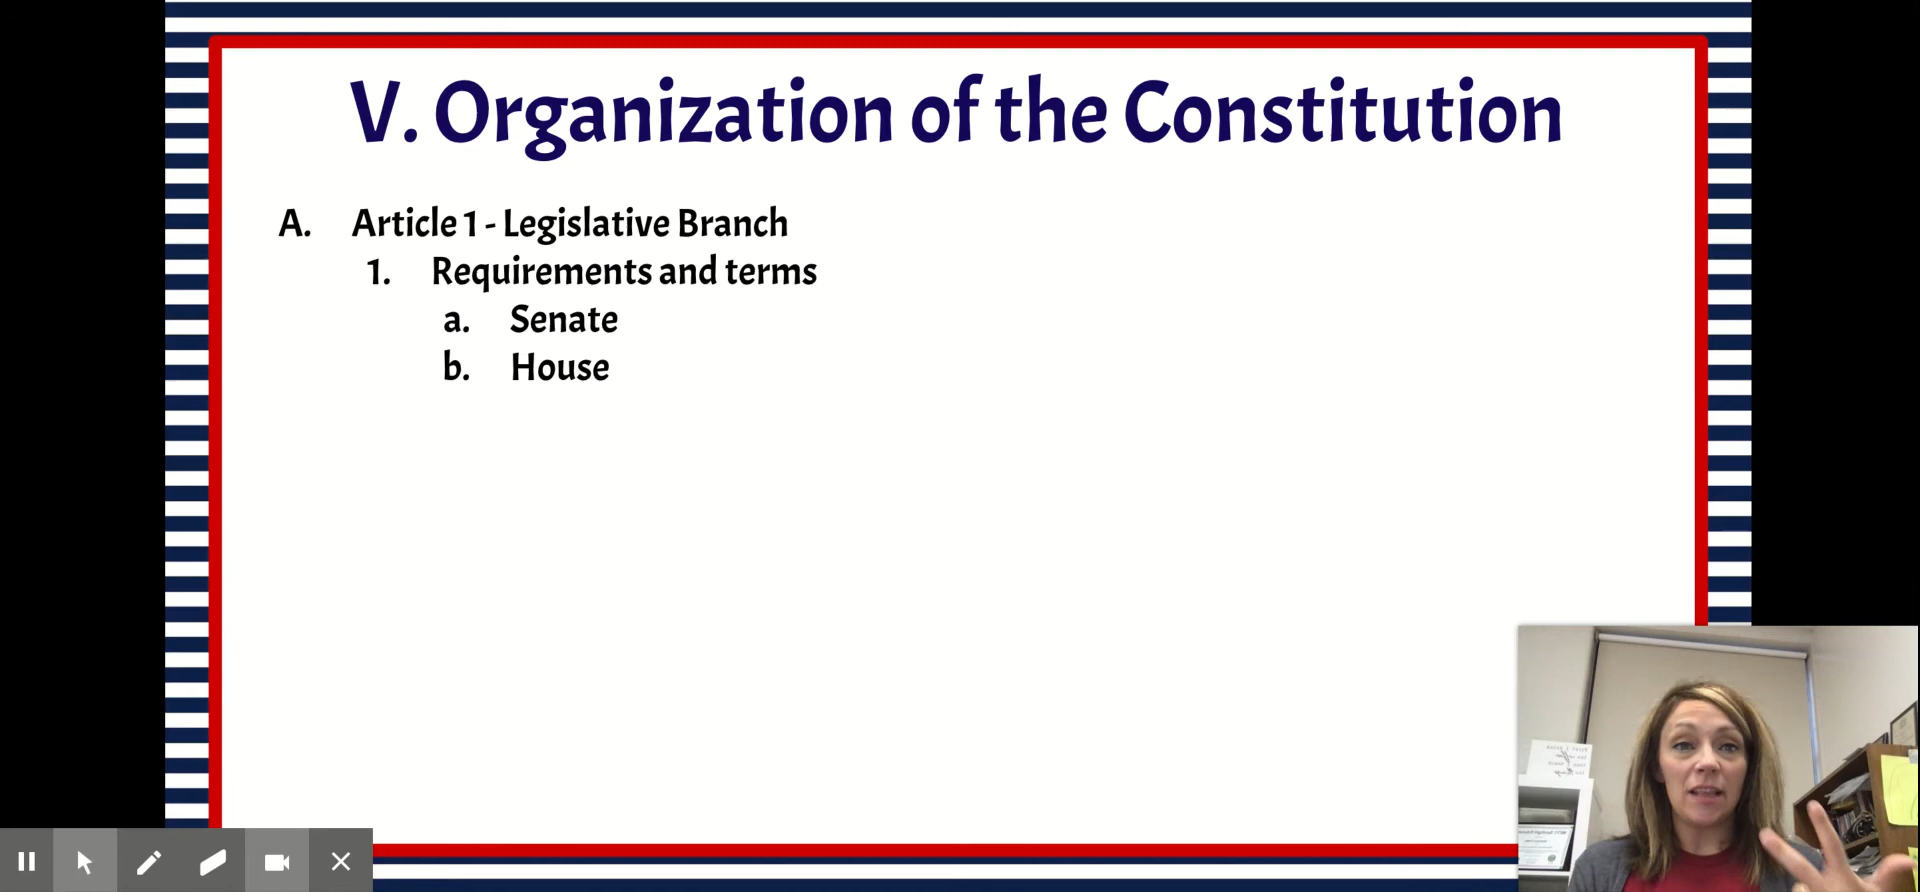 V. Organization of the Constitution
A. Article 1 - Legislative Branch
1. Requirements and terms
a. Senate
b. House